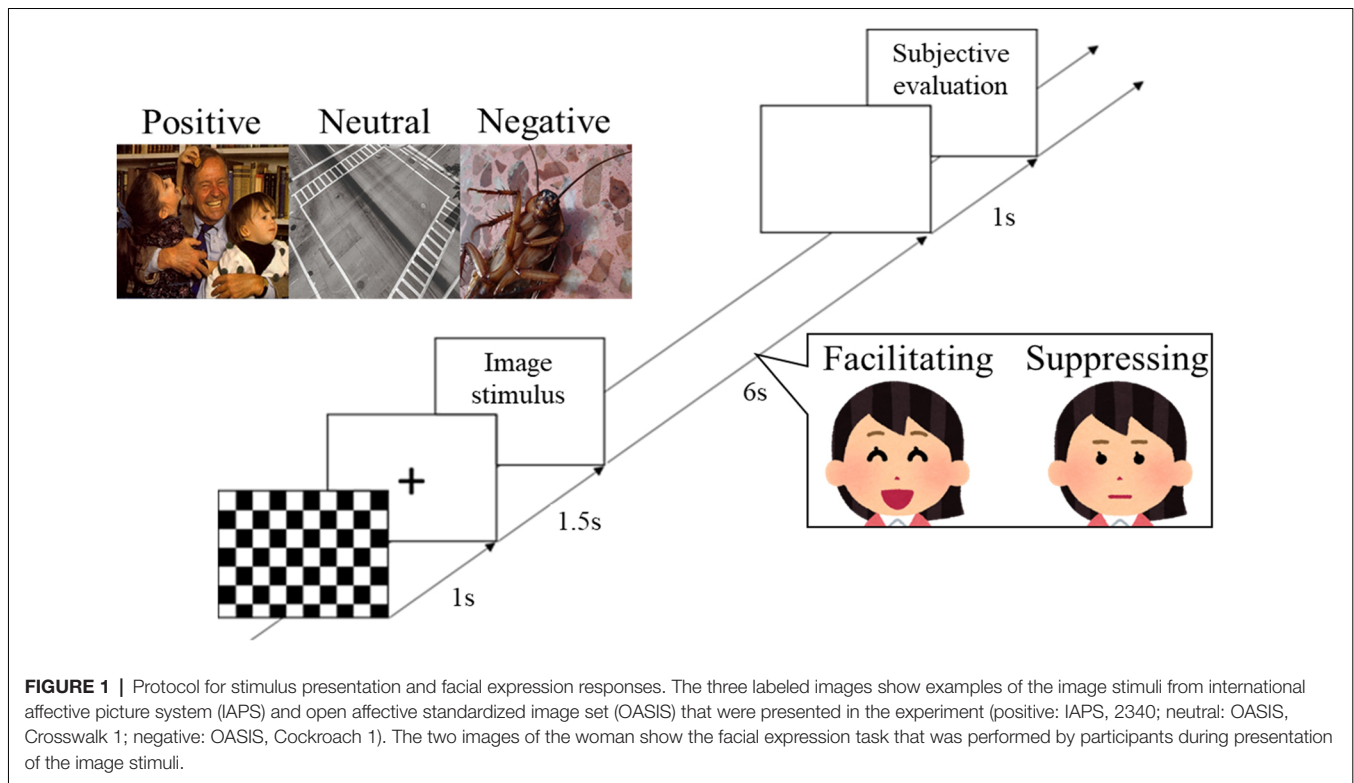 Subjective
evaluation
Positive Neutral Negative
1s
Image
stimulus
Facilitating Suppressing
6s
+
1.5s
1s
FIGURE 1 | Protocol for stimulus presentation and facial expression responses. The three labeled images show examples of the image stimuli from international
affective picture system (IAPS) and open affective standardized image set (OASIS) that were presented in the experiment (positive: IAPS, 2340; neutral: OASIS,
Crosswalk 1; negative: OASIS, Cockroach 1). The two images of the woman show the facial expression task that was performed by participants during presentation
of the image stimuli.